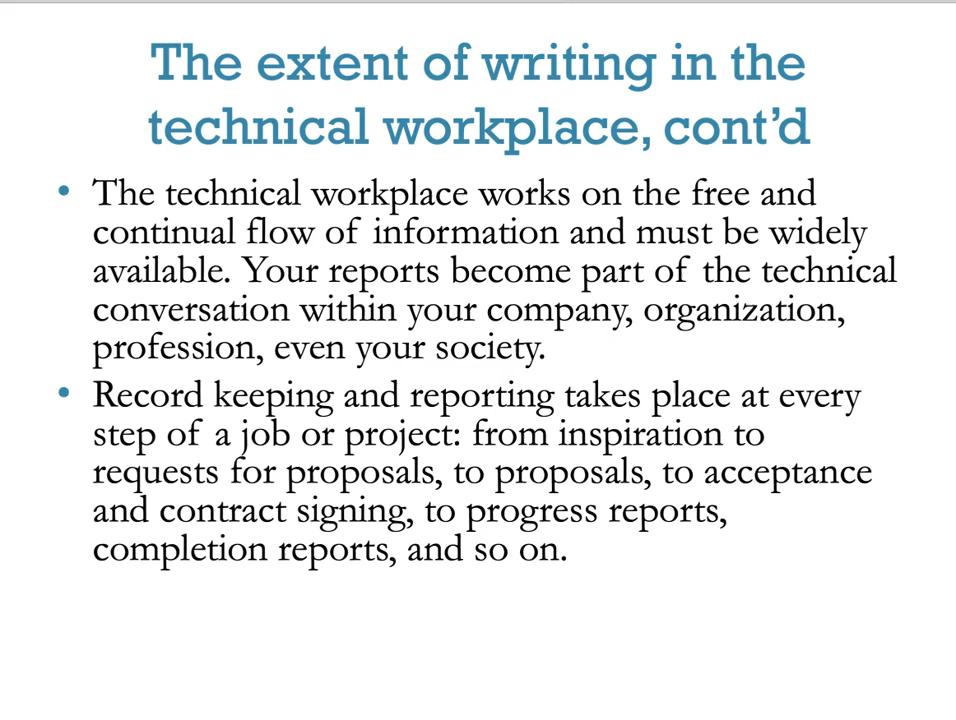 The extent of writing in the
technical workplace, cont’d
• The technical workplace works on the free and
continual flow of information and must be widely
available. Your reports become part of the technical
conversation within your company, organization,
profession, even your society.
• Record keeping and reporting takes place at every
step of a job or project: from inspiration to
requests for proposals, to proposals, to acceptance
and contract signing, to progress reports,
completion reports, and so on.